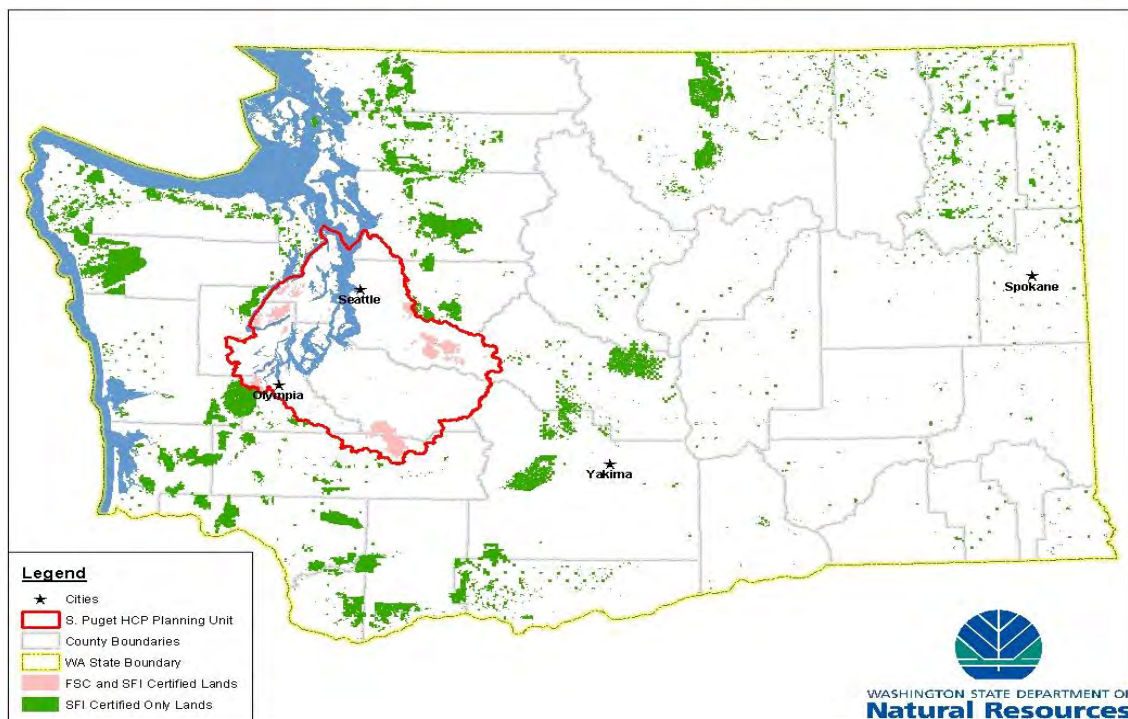 Seattle
Spokane
Olympia
Yakima
Legend
Cities
S. Puget HCP Planning Unit
County Boundaries
WA State Boundary
FSC and SFI Certified Lands
SFI Certified Only Lands
WASHINGTON STATE DEPARTMENT OF
Natural Resources